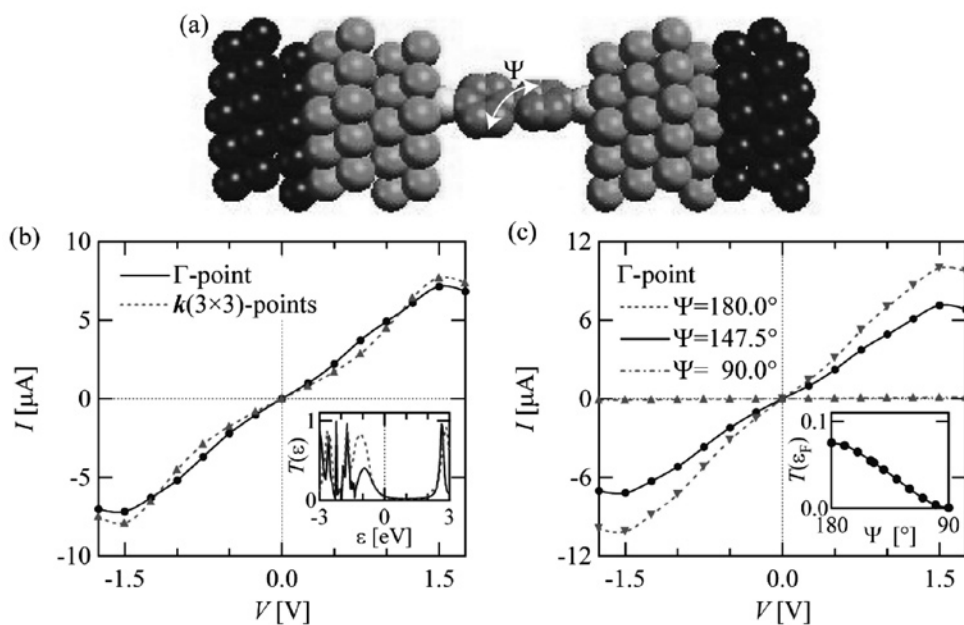 (a)
Ψ
(b)
Γ-point
k(3×3)-points
I [μA]
10
5
0
-5
-10
-1.5
0.0
1.5
V [V]
T(ε)
1
0
-3
0
3
ε [eV]
(c)
Γ-point
Ψ=180.0°
Ψ=147.5°
Ψ= 90.0°
I [μA]
12
6
0
-6
-12
-1.5
0.0
1.5
V [V]
T(εF)
0.1
0.0
180
90
Ψ [°]